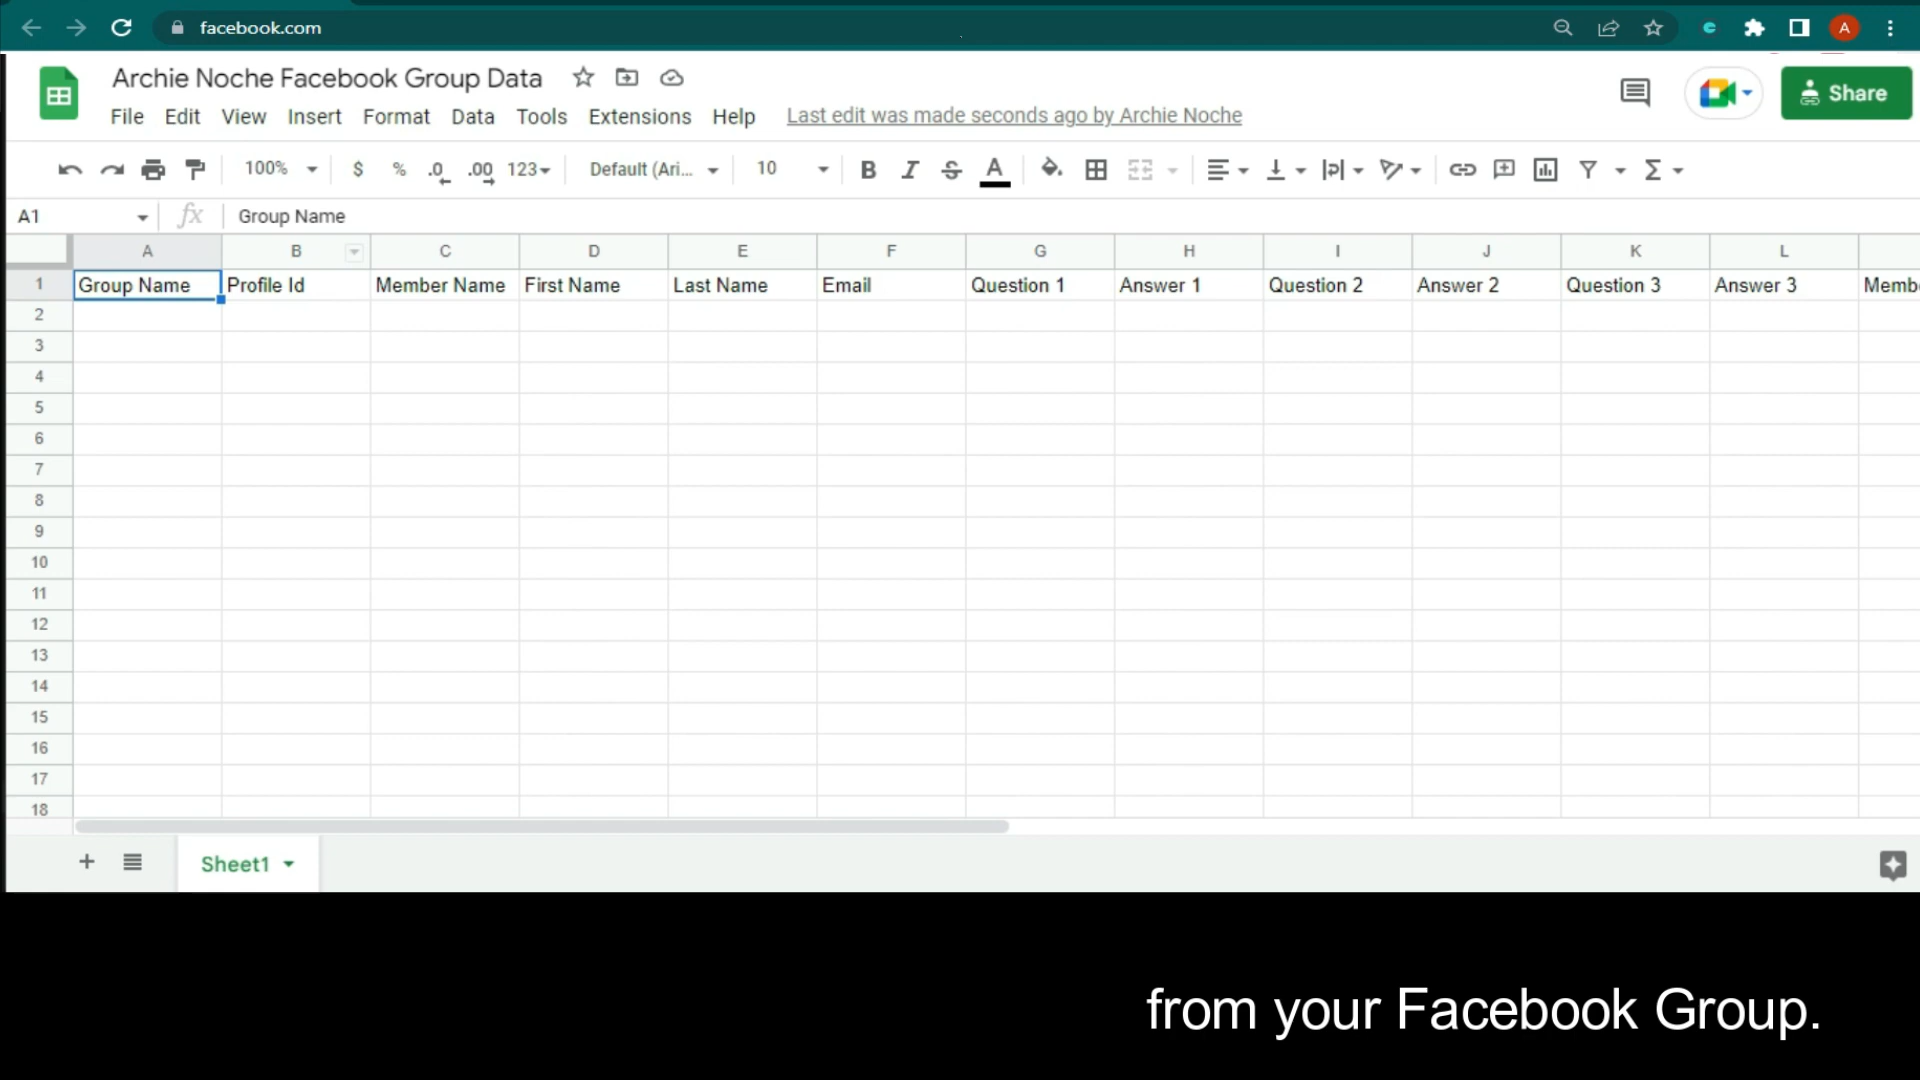 facebook.com
A
Archie Noche Facebook Group Data
Share
File Edit View Insert Format Data Tools Extensions Help Last edit was made seconds ago by Archie Noche
100% $ % .0 .00 123 Default (Ari... 10 B I S A Σ
A1 fx Group Name
A B C D E F G H I J K L
1 Group Name Profile Id Member Name First Name Last Name Email Question 1 Answer 1 Question 2 Answer 2 Question 3 Answer 3 Memb
2
3
4
5
6
7
8
9
10
11
12
13
14
15
16
17
18
Sheet1
from your Facebook Group.